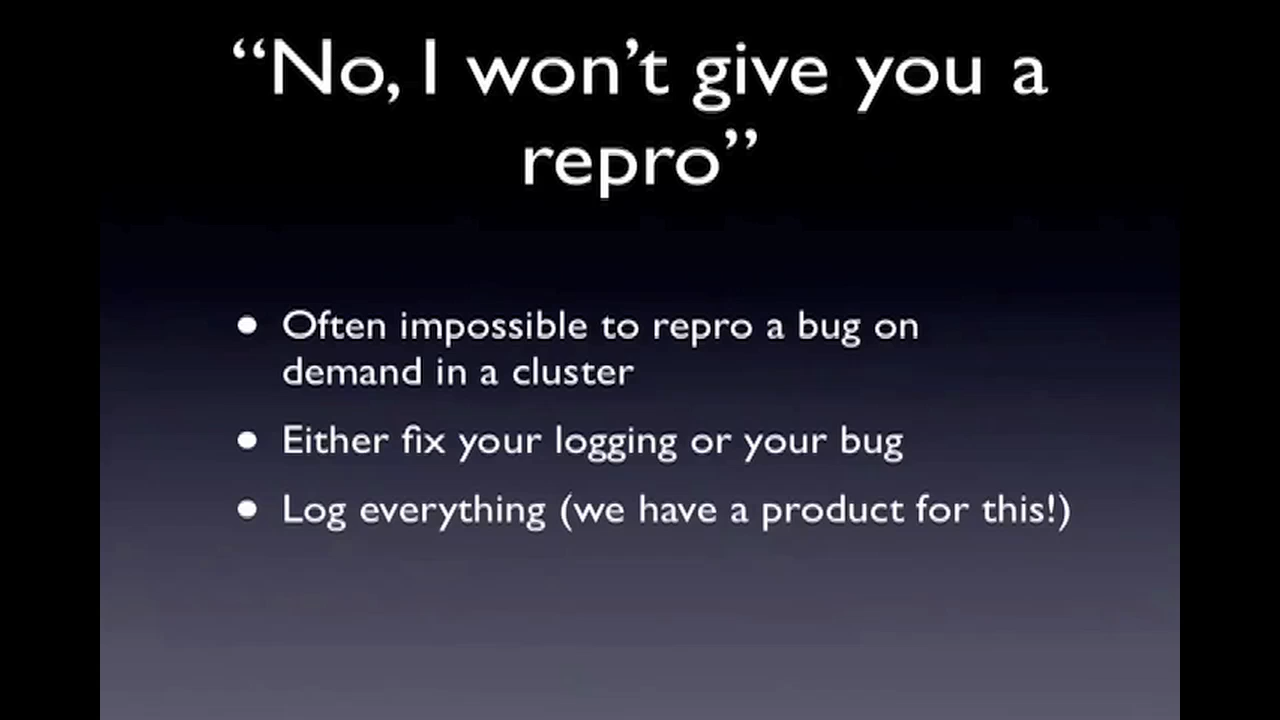 “No, I won’t give you a
repro”
• Often impossible to repro a bug on
demand in a cluster
• Either fix your logging or your bug
• Log everything (we have a product for this!)